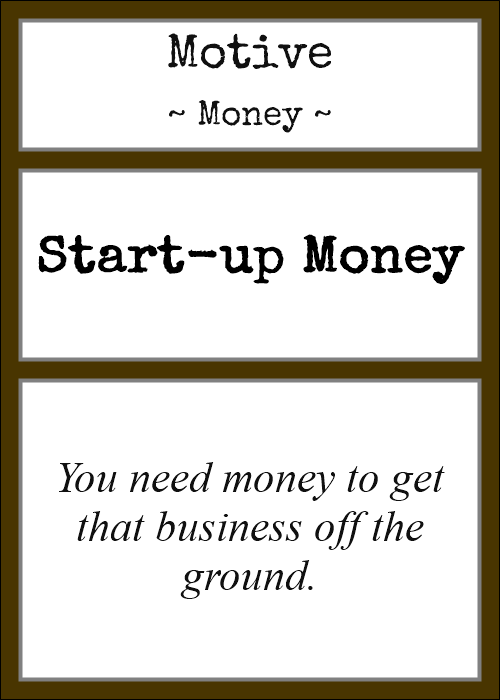 Motive
~ Money ~
Start-up Money
You need money to get
that business off the
ground.